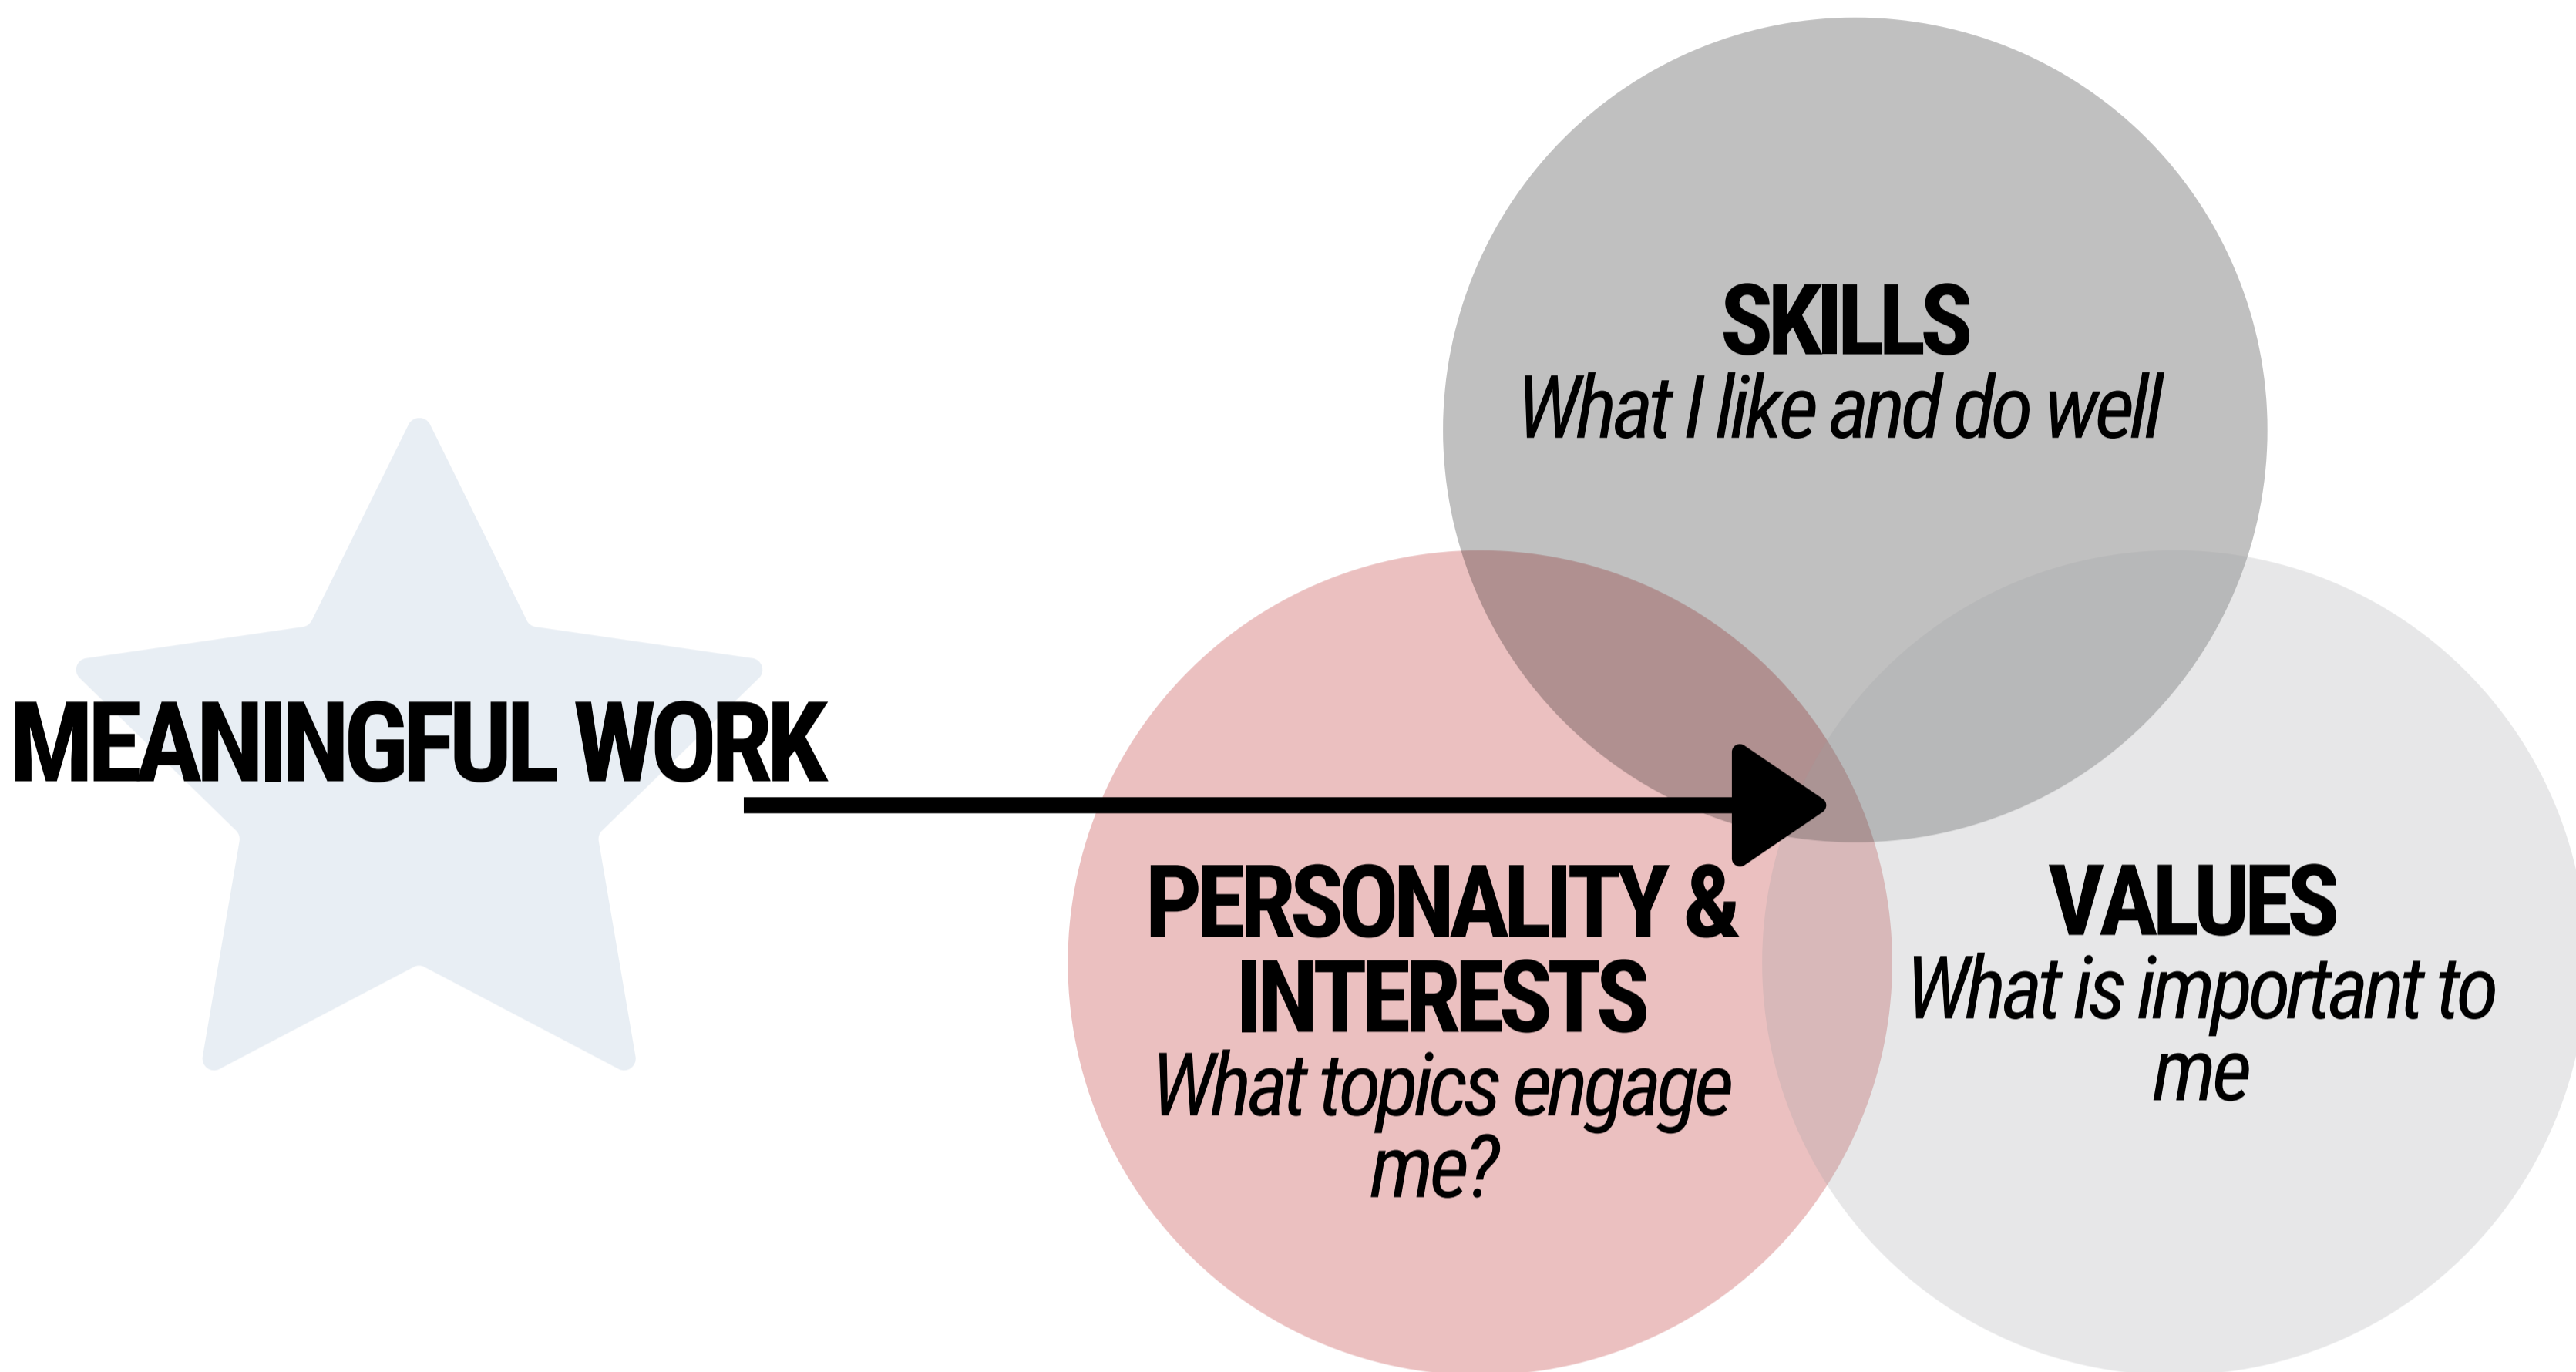 SKILLS
What I like and do well
MEANINGFUL WORK
PERSONALITY &
INTERESTS
What topics engage
me?
VALUES
What is important to
me